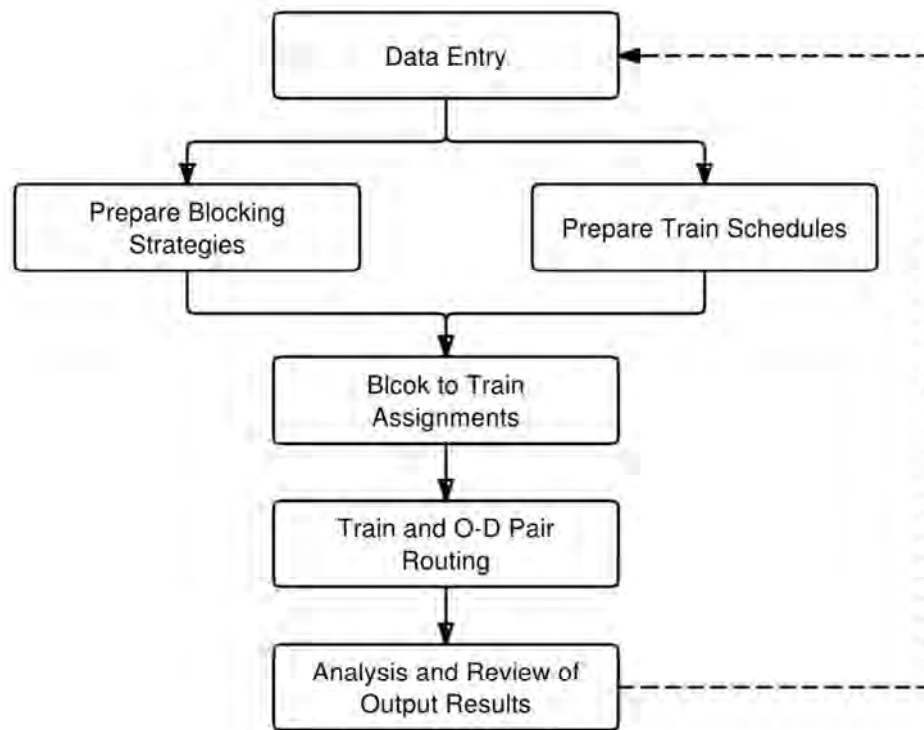 Data Entry
Prepare Blocking
Strategies
Prepare Train Schedules
Blcok to Train
Assignments
Train and O-D Pair
Routing
Analysis and Review of
Output Results